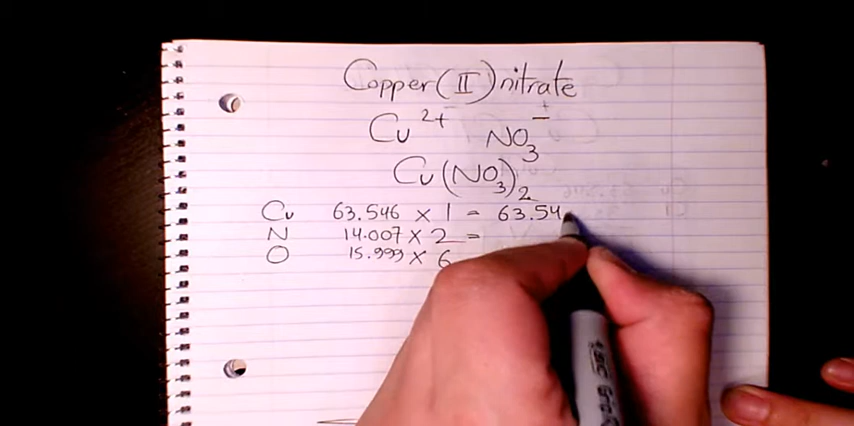 Copper (II) nitrate
Cu²⁺ NO₃⁻
Cu(NO₃)₂
Cu 63.546 × 1 = 63.54
N 14.007 × 2 =
O 15.999 × 6